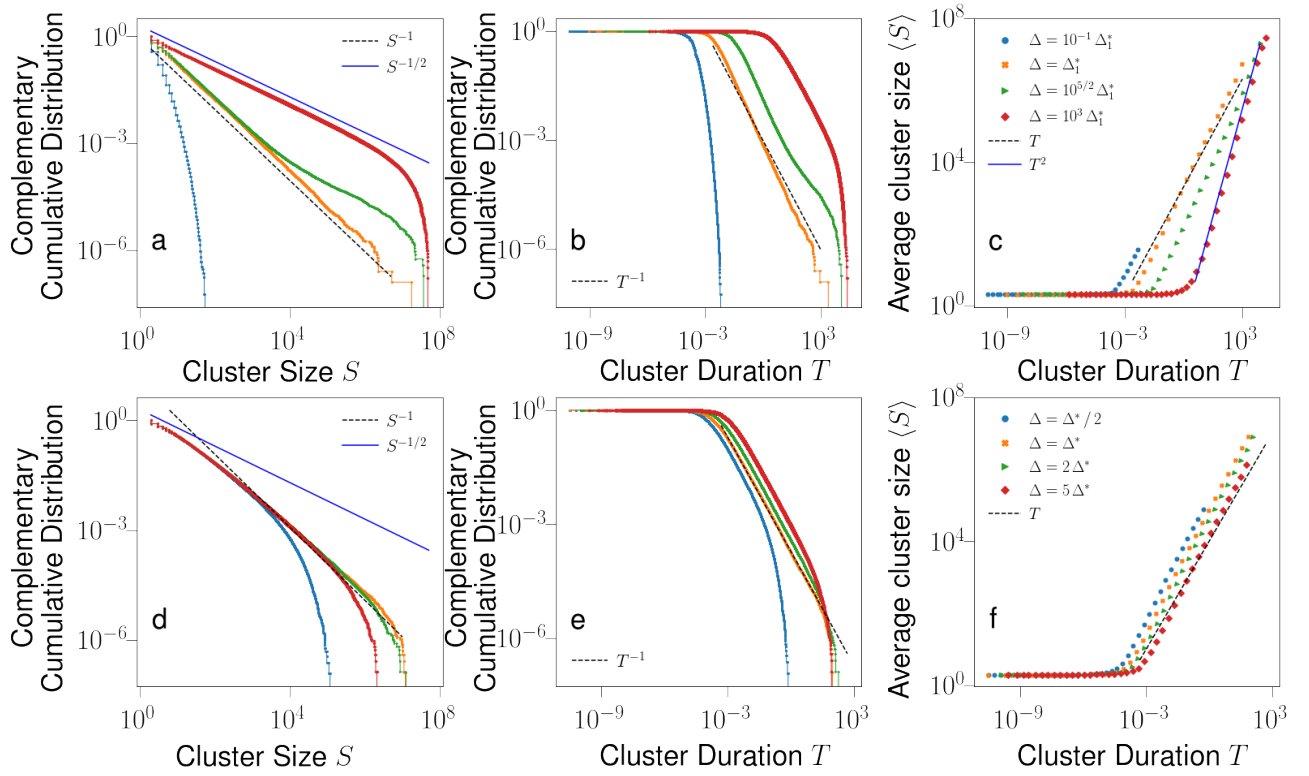 Complementary
Cumulative Distribution
10^0
10^{-3}
10^{-6}
S^{-1}
S^{-1/2}
a
10^0
10^4
10^8
Cluster Size S
Complementary
Cumulative Distribution
10^0
10^{-3}
10^{-6}
b
T^{-1}
10^{-9}
10^{-3}
10^3
Cluster Duration T
Average cluster size ⟨S⟩
10^8
10^4
10^0
Δ = 10^{-1} Δ_1^*
Δ = Δ_1^*
Δ = 10^{5/2} Δ_1^*
Δ = 10^3 Δ_1^*
T
T^2
c
10^{-9}
10^{-3}
10^3
Cluster Duration T
Complementary
Cumulative Distribution
10^0
10^{-3}
10^{-6}
S^{-1}
S^{-1/2}
d
10^0
10^4
10^8
Cluster Size S
Complementary
Cumulative Distribution
10^0
10^{-3}
10^{-6}
e
T^{-1}
10^{-9}
10^{-3}
10^3
Cluster Duration T
Average cluster size ⟨S⟩
10^8
10^4
10^0
Δ = Δ^*/2
Δ = Δ^*
Δ = 2 Δ^*
Δ = 5 Δ^*
T
f
10^{-9}
10^{-3}
10^3
Cluster Duration T